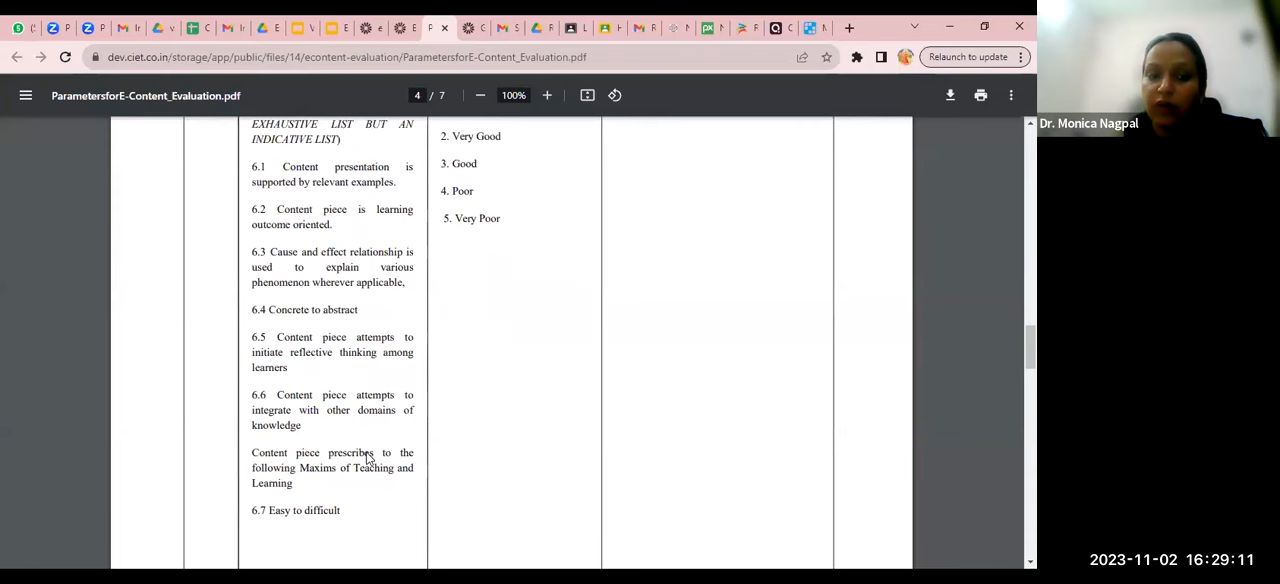 dev.ciet.co.in/storage/app/public/files/14/econtent-evaluation/ParametersforE-Content_Evaluation.pdf
Relaunch to update
ParametersforE-Content_Evaluation.pdf
4 / 7
100%
Dr. Monica Nagpal
EXHAUSTIVE LIST BUT AN
INDICATIVE LIST)
6.1 Content presentation is
supported by relevant examples.
6.2 Content piece is learning
outcome oriented.
6.3 Cause and effect relationship is
used to explain various
phenomenon wherever applicable,
6.4 Concrete to abstract
6.5 Content piece attempts to
initiate reflective thinking among
learners
6.6 Content piece attempts to
integrate with other domains of
knowledge
Content piece prescribes to the
following Maxims of Teaching and
Learning
6.7 Easy to difficult
2. Very Good
3. Good
4. Poor
5. Very Poor
2023-11-02 16:29:11